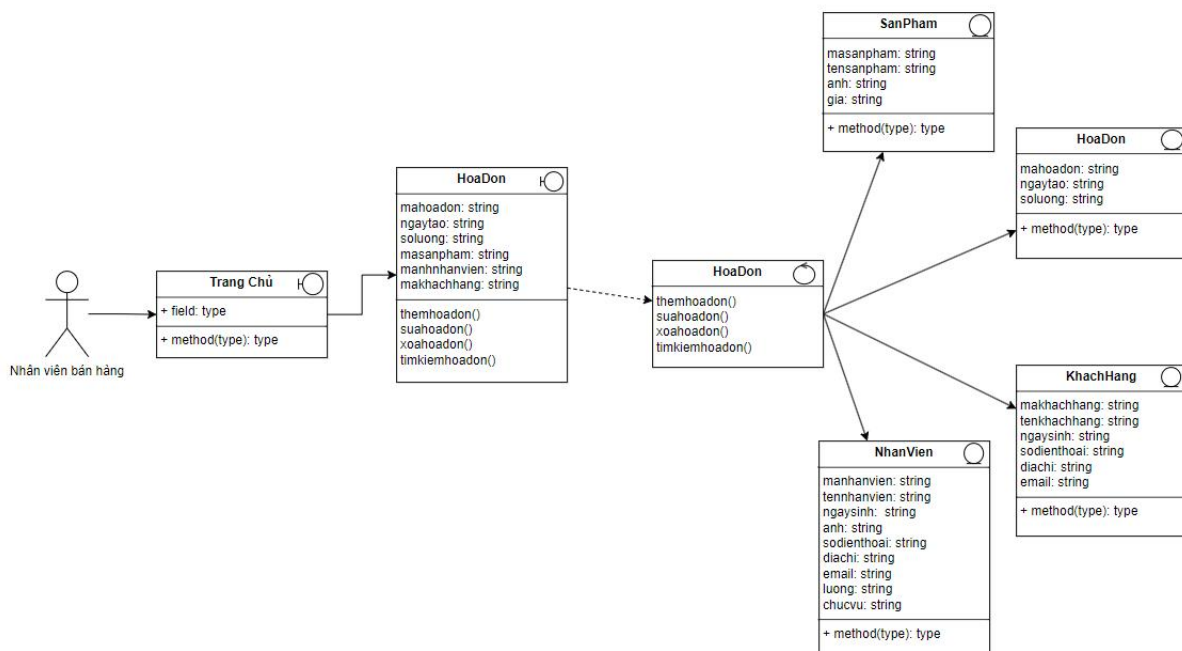 Nhân viên bán hàng
Trang Chủ
+ field: type
+ method(type): type
HoaDon
mahoadon: string
ngaytao: string
soluong: string
masanpham: string
manhnhanvien: string
makhachhang: string
themhoadon()
suahoadon()
xoahoadon()
timkiemhoadon()
HoaDon
themhoadon()
suahoadon()
xoahoadon()
timkiemhoadon()
SanPham
masanpham: string
tensanpham: string
anh: string
gia: string
+ method(type): type
HoaDon
mahoadon: string
ngaytao: string
soluong: string
+ method(type): type
KhachHang
makhachhang: string
tenkhachhang: string
ngaysinh: string
sodienthoai: string
diachi: string
email: string
+ method(type): type
NhanVien
manhanvien: string
tennhanvien: string
ngaysinh:  string
anh: string
sodienthoai: string
diachi: string
email: string
luong: string
chucvu: string
+ method(type): type